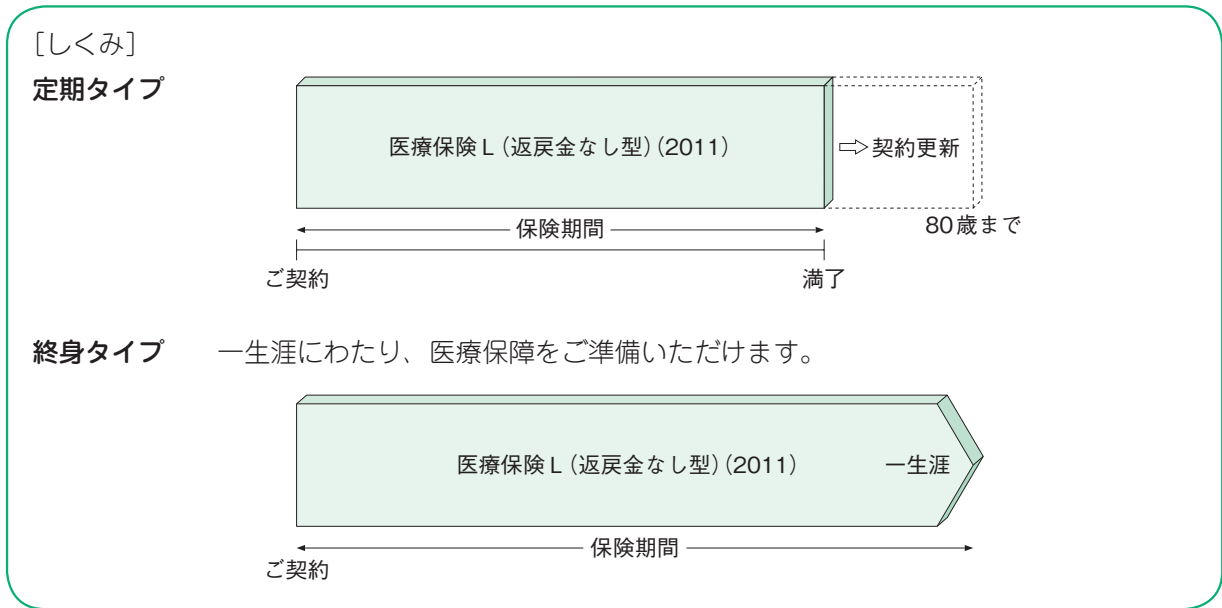 ［しくみ］
定期タイプ
医療保険L（返戻金なし型）（2011）
⇨契約更新
80歳まで
保険期間
ご契約
満了
終身タイプ　一生涯にわたり、医療保障をご準備いただけます。
医療保険L（返戻金なし型）（2011）
一生涯
保険期間
ご契約